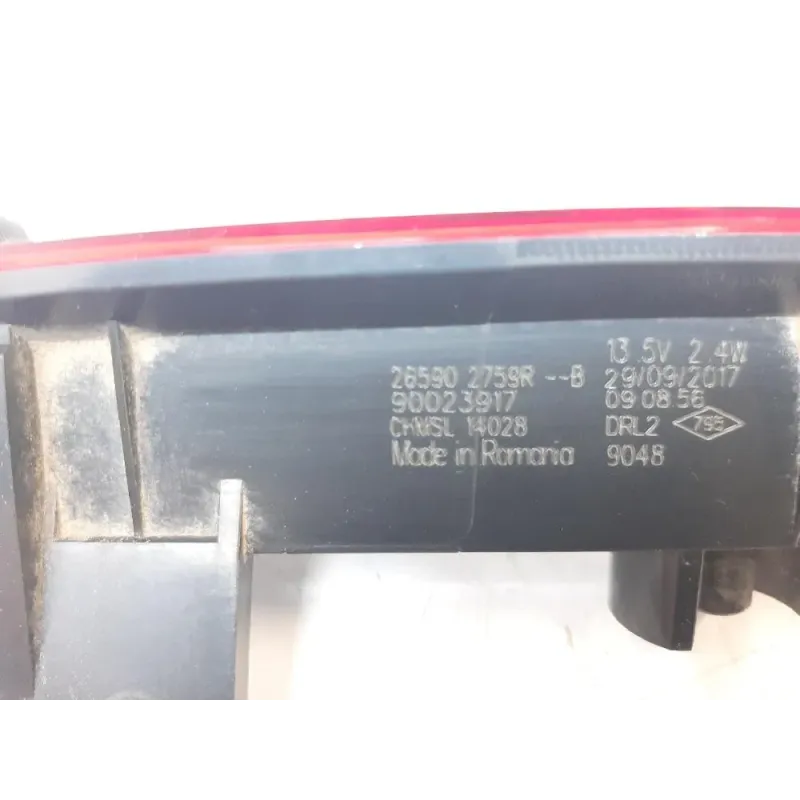 26590 2759R --B
90023917
CHMSL 14028
Made in Romania
13.5V 2.4W
29/09/2017
09:08:56
DRL2
9048